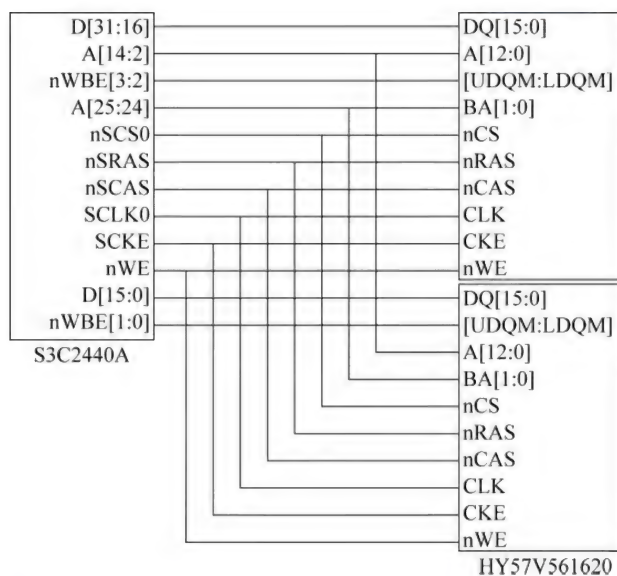 D[31:16]
A[14:2]
nWBE[3:2]
A[25:24]
nSCS0
nSRAS
nSCAS
SCLK0
SCKE
nWE
D[15:0]
nWBE[1:0]
S3C2440A
DQ[15:0]
A[12:0]
[UDQM:LDQM]
BA[1:0]
nCS
nRAS
nCAS
CLK
CKE
nWE
DQ[15:0]
[UDQM:LDQM]
A[12:0]
BA[1:0]
nCS
nRAS
nCAS
CLK
CKE
nWE
HY57V561620